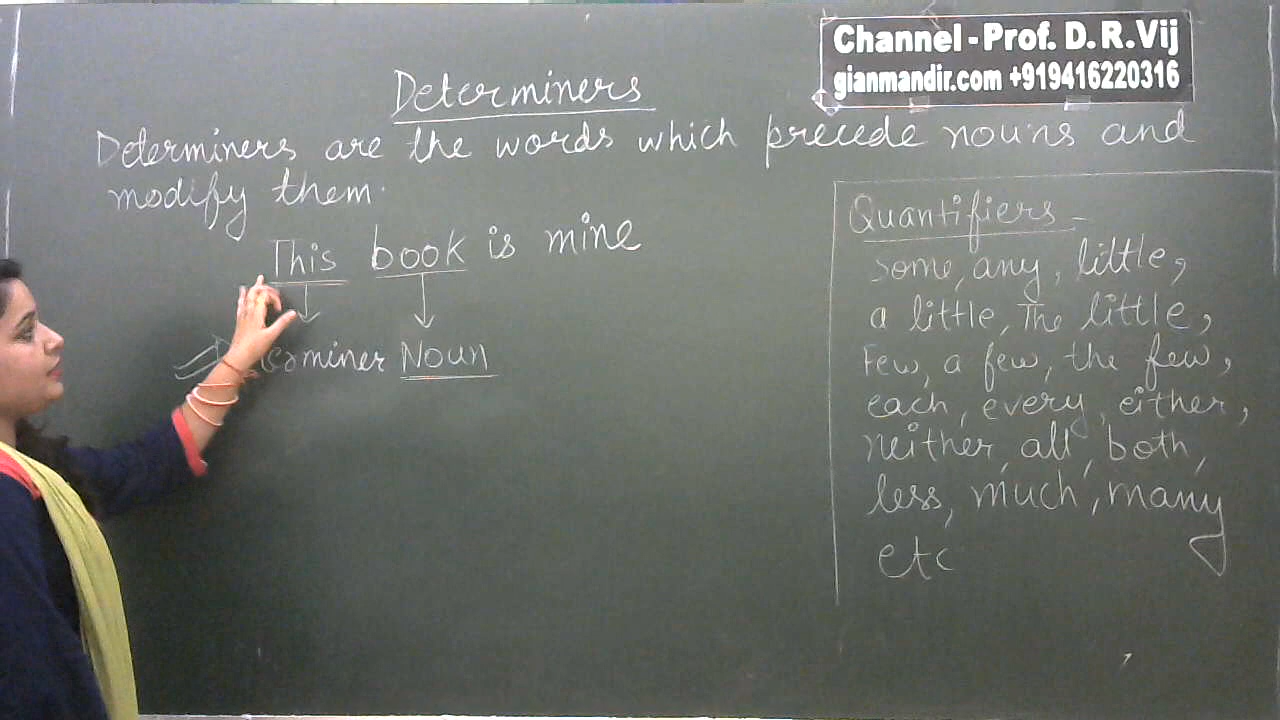 Channel - Prof. D. R. Vij
gianmandir.com +919416220316
Determiners
Determiners are the words which precede nouns and
modify them.
This book is mine
Noun
Quantifiers -
some, any, little,
a little, The little,
Few, a few, the few,
each, every, either,
neither, all, both,
less, much, many
etc